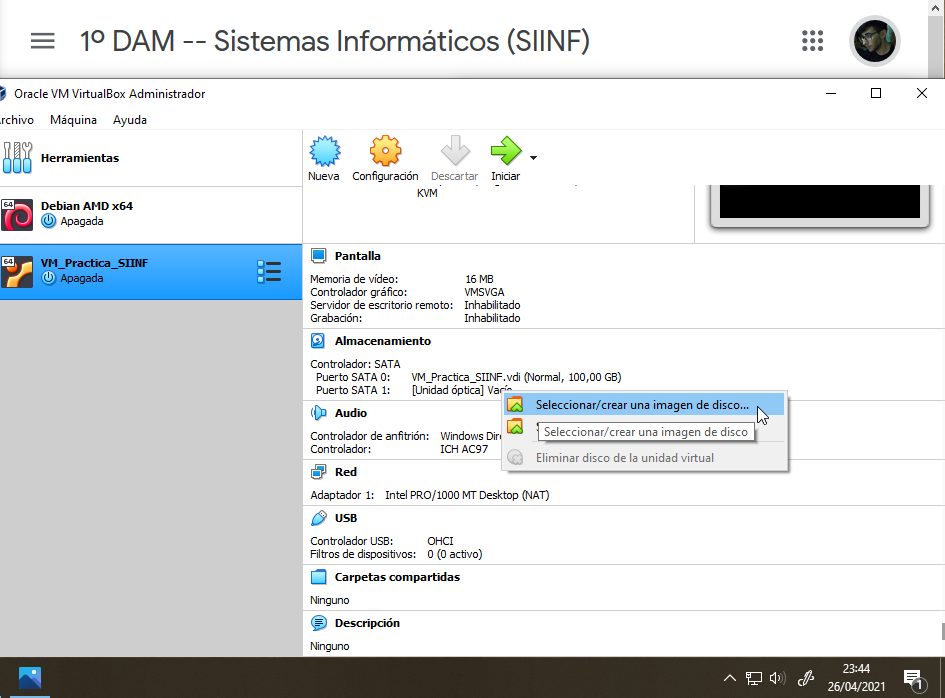 1º DAM -- Sistemas Informáticos (SIINF)
Oracle VM VirtualBox Administrador
rchivo Máquina Ayuda
Herramientas
Nueva Configuración Descartar Iniciar
KVM
64
Debian AMD x64
Apagada
64
VM_Practica_SIINF
Apagada
Pantalla
Memoria de vídeo: 16 MB
Controlador gráfico: VMSVGA
Servidor de escritorio remoto: Inhabilitado
Grabación: Inhabilitado
Almacenamiento
Controlador: SATA
Puerto SATA 0: VM_Practica_SIINF.vdi (Normal, 100,00 GB)
Puerto SATA 1: [Unidad óptica] Vacío
Seleccionar/crear una imagen de disco...
Seleccionar/crear una imagen de disco
Eliminar disco de la unidad virtual
Audio
Controlador de anfitrión: Windows Dire
Controlador: ICH AC97
Red
Adaptador 1: Intel PRO/1000 MT Desktop (NAT)
USB
Controlador USB: OHCI
Filtros de dispositivos: 0 (0 activo)
Carpetas compartidas
Ninguno
Descripción
Ninguno
23:44
26/04/2021
1